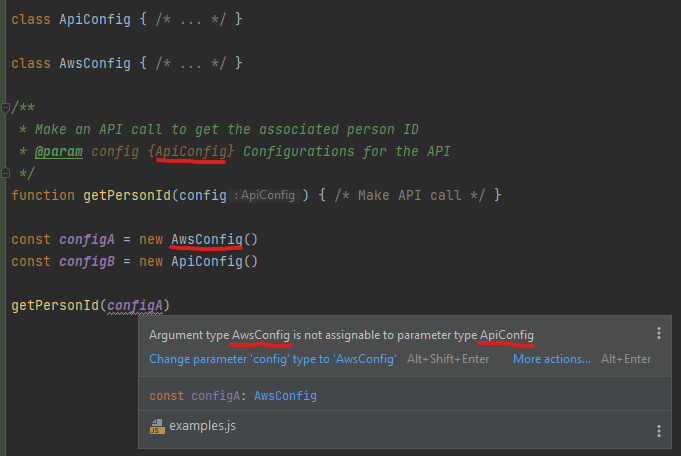 class ApiConfig { /* ... */ }
class AwsConfig { /* ... */ }
/**
* Make an API call to get the associated person ID
* @param config {ApiConfig} Configurations for the API
*/
function getPersonId(config : ApiConfig ) { /* Make API call */ }
const configA = new AwsConfig()
const configB = new ApiConfig()
getPersonId(configA)
Argument type AwsConfig is not assignable to parameter type ApiConfig
Change parameter 'config' type to 'AwsConfig' Alt+Shift+Enter More actions... Alt+Enter
const configA: AwsConfig
JS examples.js